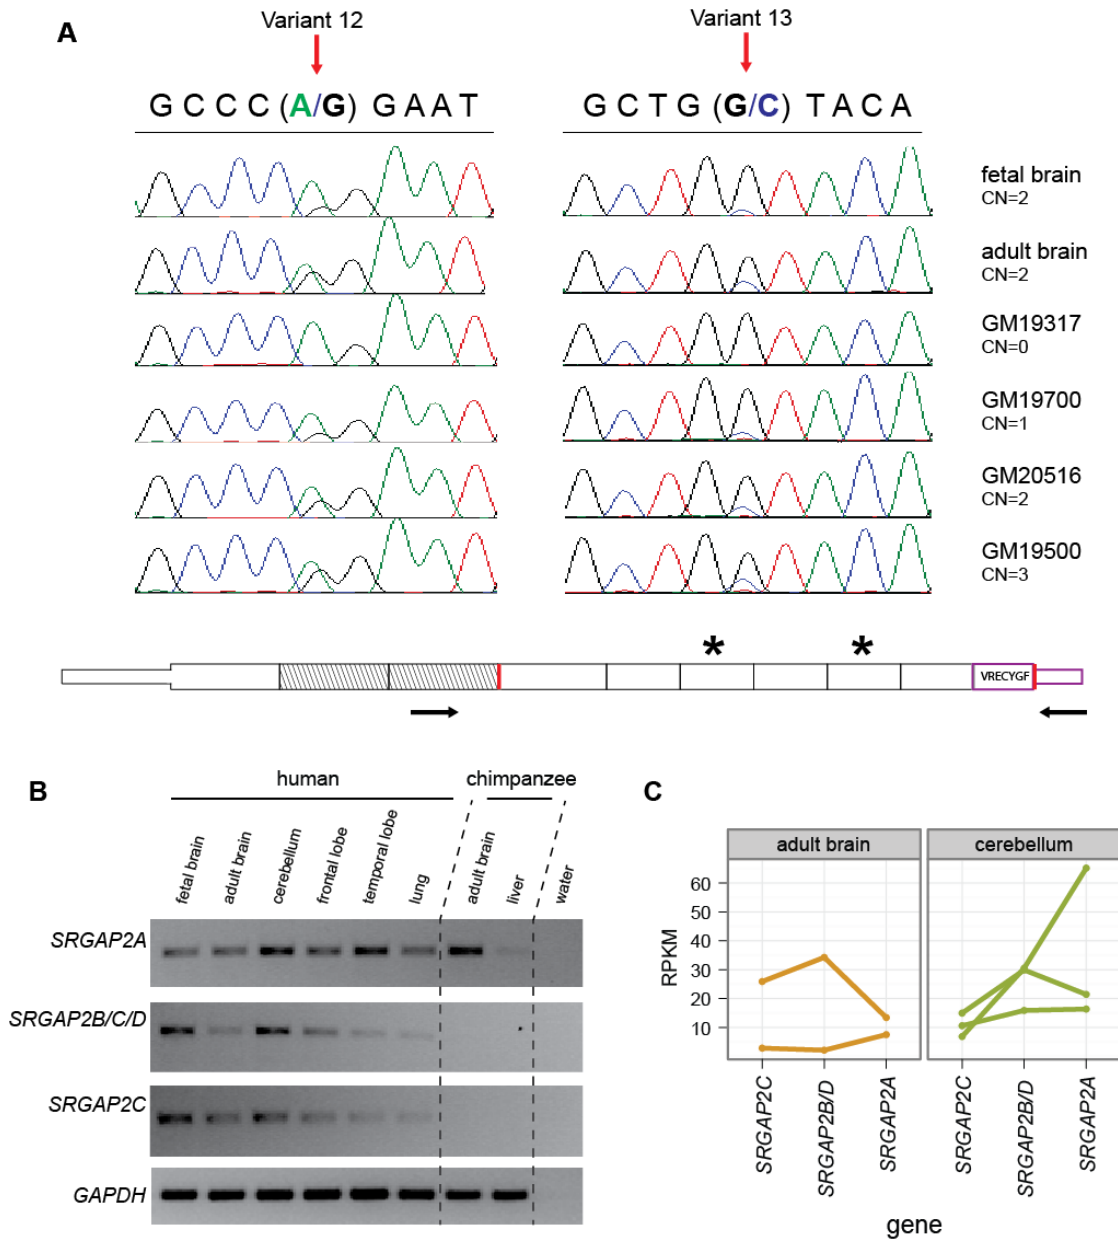 A
Variant 12
Variant 13
G C C C (A/G) G A A T
G C T G (G/C) T A C A
fetal brain
CN=2
adult brain
CN=2
GM19317
CN=0
GM19700
CN=1
GM20516
CN=2
GM19500
CN=3
* *
VRECYGF
B
human
chimpanzee
fetal brain
adult brain
cerebellum
frontal lobe
temporal lobe
lung
adult brain
liver
water
SRGAP2A
SRGAP2B/C/D
SRGAP2C
GAPDH
C
adult brain
cerebellum
RPKM
60
50
40
30
20
10
SRGAP2C
SRGAP2B/D
SRGAP2A
SRGAP2C
SRGAP2B/D
SRGAP2A
gene